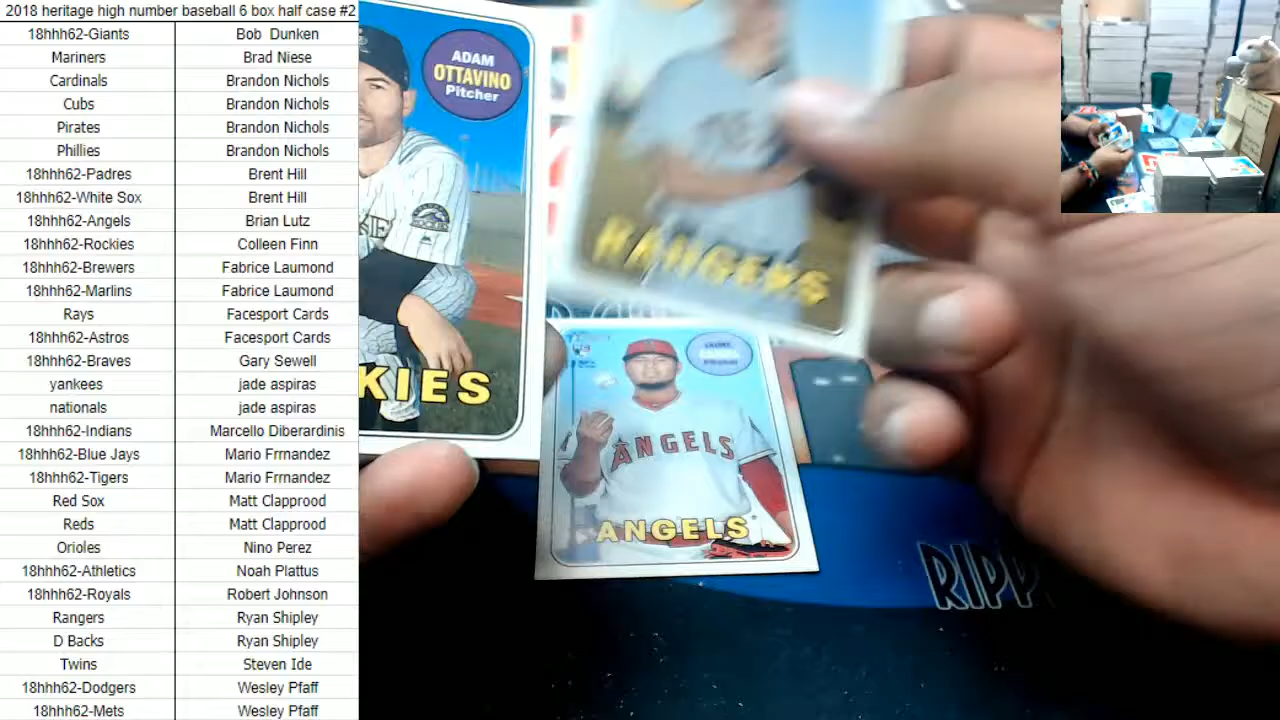 2018 heritage high number baseball 6 box half case #2
18hhh62-Giants Bob Dunken
Mariners Brad Niese
Cardinals Brandon Nichols
Cubs Brandon Nichols
Pirates Brandon Nichols
Phillies Brandon Nichols
18hhh62-Padres Brent Hill
18hhh62-White Sox Brent Hill
18hhh62-Angels Brian Lutz
18hhh62-Rockies Colleen Finn
18hhh62-Brewers Fabrice Laumond
18hhh62-Marlins Fabrice Laumond
Rays Facesport Cards
18hhh62-Astros Facesport Cards
18hhh62-Braves Gary Sewell
yankees jade aspiras
nationals jade aspiras
18hhh62-Indians Marcello Diberardinis
18hhh62-Blue Jays Mario Frrnandez
18hhh62-Tigers Mario Frrnandez
Red Sox Matt Clapprood
Reds Matt Clapprood
Orioles Nino Perez
18hhh62-Athletics Noah Plattus
18hhh62-Royals Robert Johnson
Rangers Ryan Shipley
D Backs Ryan Shipley
Twins Steven Ide
18hhh62-Dodgers Wesley Pfaff
18hhh62-Mets Wesley Pfaff
ADAM
OTTAVINO
Pitcher
KIES
RANGERS
ANGELS
ANGELS
RIPP